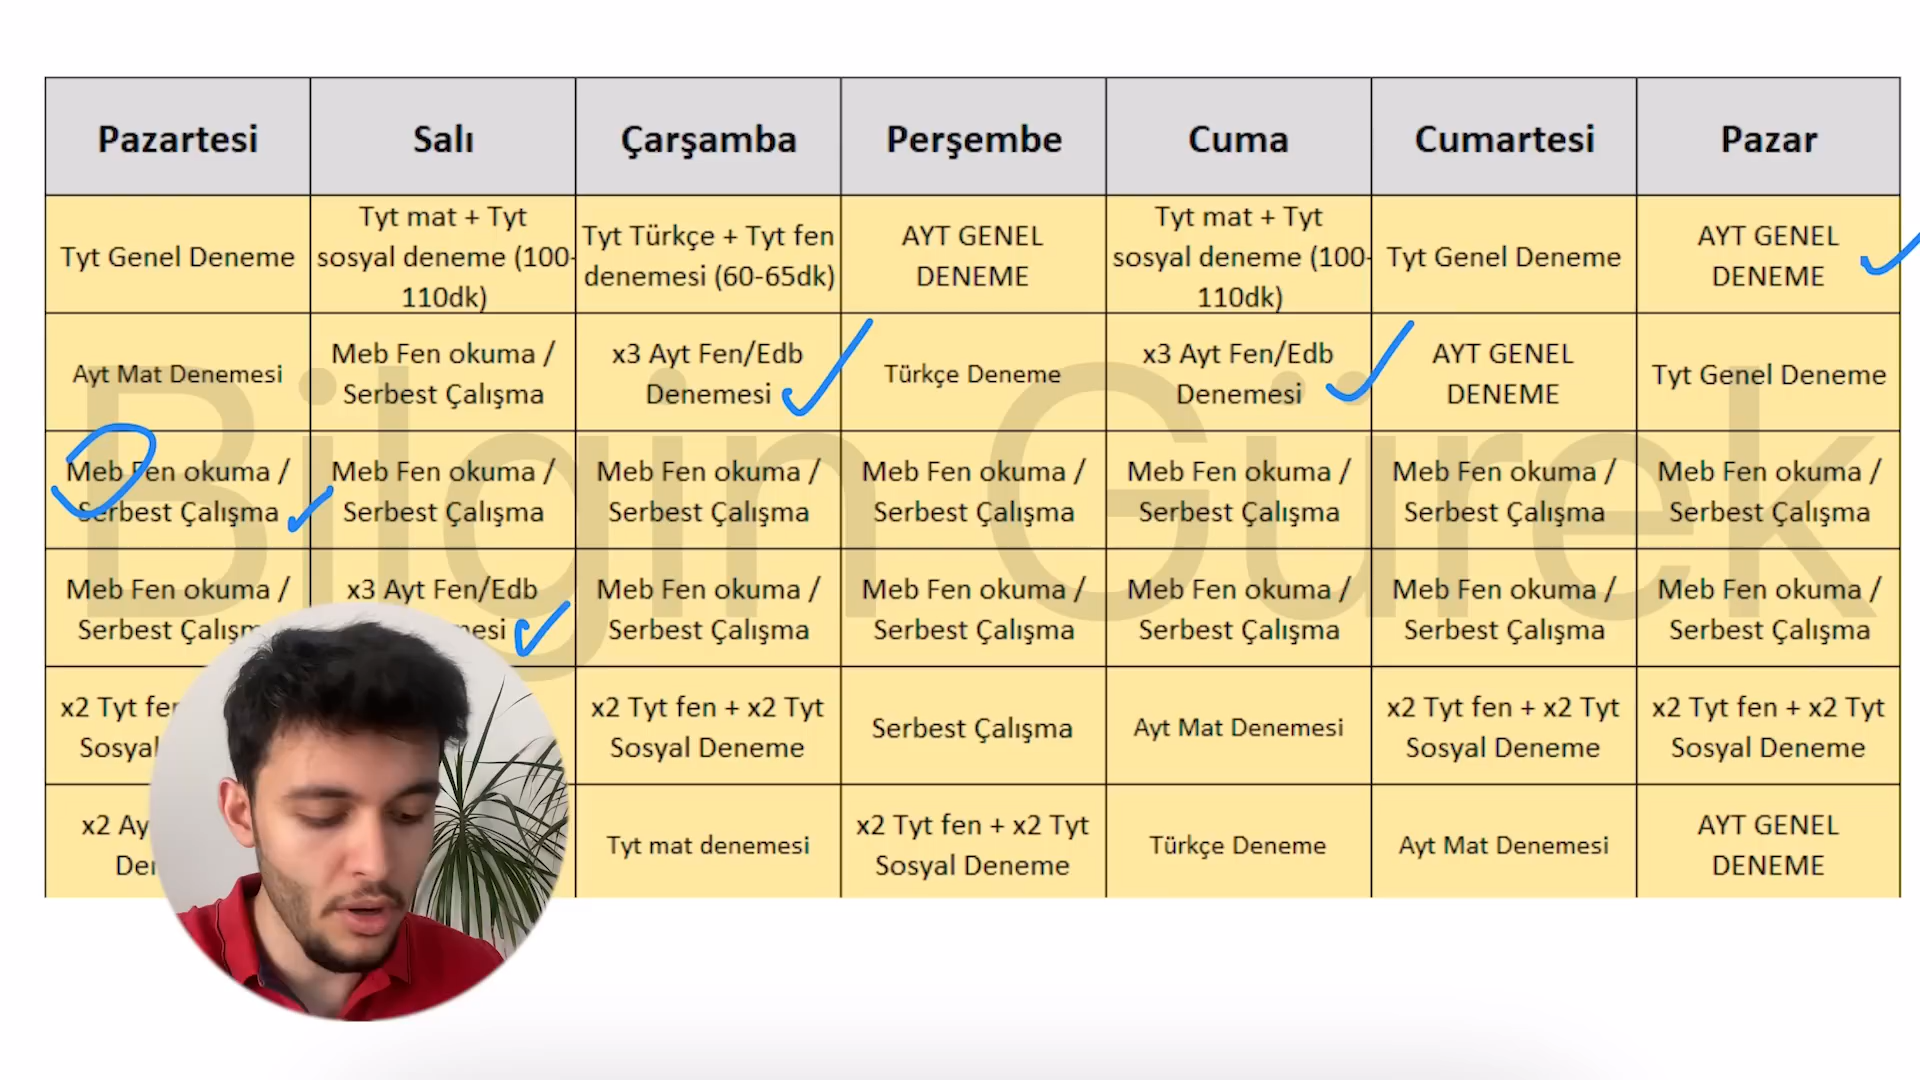 Pazartesi
Salı
Çarşamba
Perşembe
Cuma
Cumartesi
Pazar
Tyt Genel Deneme
Tyt mat + Tyt
sosyal deneme (100-
110dk)
Tyt Türkçe + Tyt fen
denemesi (60-65dk)
AYT GENEL
DENEME
Tyt mat + Tyt
sosyal deneme (100-
110dk)
Tyt Genel Deneme
AYT GENEL
DENEME
Ayt Mat Denemesi
Meb Fen okuma /
Serbest Çalışma
x3 Ayt Fen/Edb
Denemesi
Türkçe Deneme
x3 Ayt Fen/Edb
Denemesi
AYT GENEL
DENEME
Tyt Genel Deneme
Meb Fen okuma /
Serbest Çalışma
Meb Fen okuma /
Serbest Çalışma
Meb Fen okuma /
Serbest Çalışma
Meb Fen okuma /
Serbest Çalışma
Meb Fen okuma /
Serbest Çalışma
Meb Fen okuma /
Serbest Çalışma
Meb Fen okuma /
Serbest Çalışma
Meb Fen okuma /
Serbest
x3 Ayt Fen/Edb
Meb Fen okuma /
Serbest Çalışma
Meb Fen okuma /
Serbest Çalışma
Meb Fen okuma /
Serbest Çalışma
Meb Fen okuma /
Serbest Çalışma
Meb Fen okuma /
Serbest Çalışma
x2 Tyt
Sosyal
x2 Tyt fen + x2 Tyt
Sosyal Deneme
Serbest Çalışma
Ayt Mat Denemesi
x2 Tyt fen + x2 Tyt
Sosyal Deneme
x2 Tyt fen + x2 Tyt
Sosyal Deneme
x2
Tyt mat denemesi
x2 Tyt fen + x2 Tyt
Sosyal Deneme
Türkçe Deneme
Ayt Mat Denemesi
AYT GENEL
DENEME
Bilgin Gürek